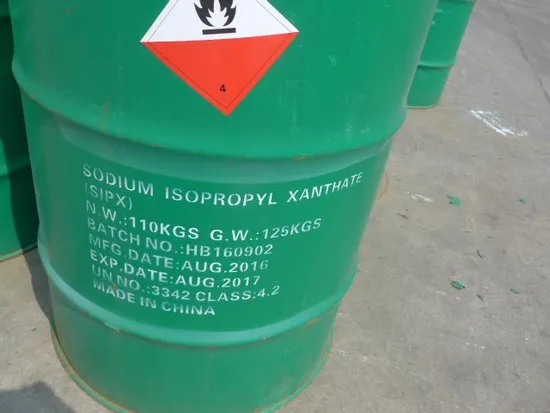 4
SODIUM ISOPROPYL XANTHATE
(SIPX)
N.W.:110KGS G.W.:125KGS
BATCH NO.:HB160902
MFG.DATE:AUG.2016
EXP.DATE:AUG.2017
UN NO.:3342 CLASS:4.2
MADE IN CHINA